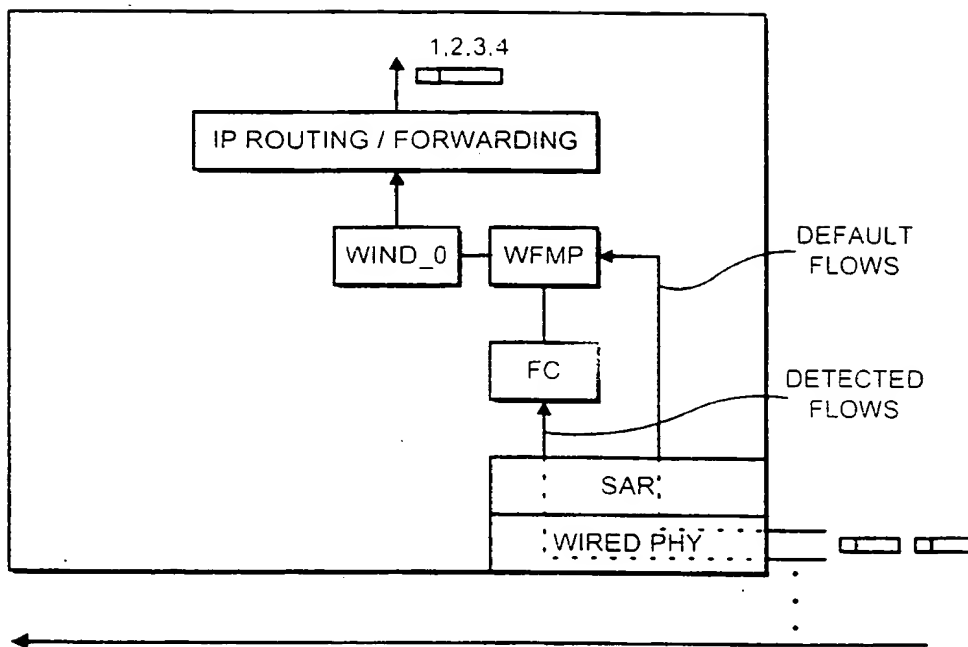 1.2.3.4
IP ROUTING / FORWARDING
WIND_0
WFMP
DEFAULT
FLOWS
FC
DETECTED
FLOWS
SAR
WIRED PHY